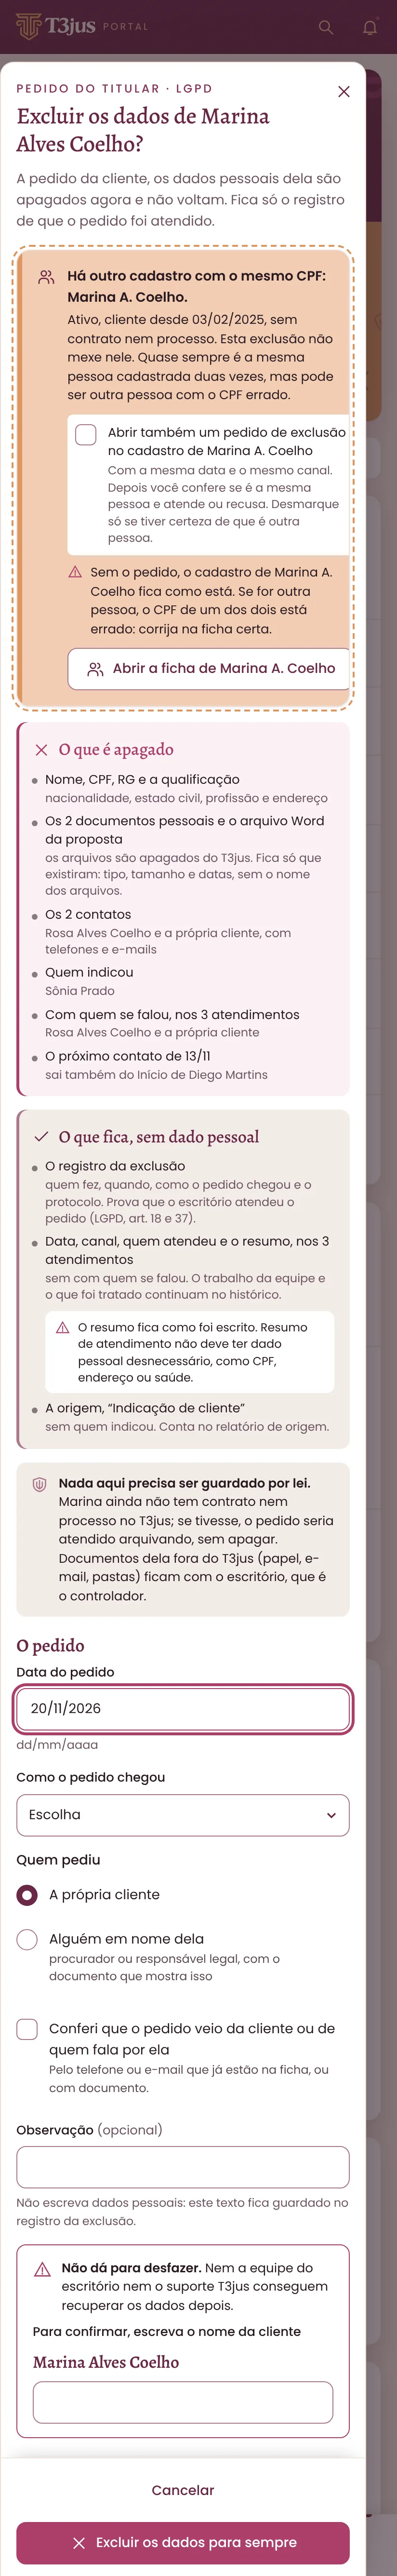 T3jus PORTAL
PEDIDO DO TITULAR · LGPD
Excluir os dados de Marina
Alves Coelho?
A pedido da cliente, os dados pessoais dela são
apagados agora e não voltam. Fica só o registro
de que o pedido foi atendido.
Há outro cadastro com o mesmo CPF:
Marina A. Coelho.
Ativo, cliente desde 03/02/2025, sem
contrato nem processo. Esta exclusão não
mexe nele. Quase sempre é a mesma
pessoa cadastrada duas vezes, mas pode
ser outra pessoa com o CPF errado.
Abrir também um pedido de exclusão
no cadastro de Marina A. Coelho
Com a mesma data e o mesmo canal.
Depois você confere se é a mesma
pessoa e atende ou recusa. Desmarque
só se tiver certeza de que é outra
pessoa.
Sem o pedido, o cadastro de Marina A.
Coelho fica como está. Se for outra
pessoa, o CPF de um dos dois está
errado: corrija na ficha certa.
Abrir a ficha de Marina A. Coelho
O que é apagado
Nome, CPF, RG e a qualificação
nacionalidade, estado civil, profissão e endereço
Os 2 documentos pessoais e o arquivo Word
da proposta
os arquivos são apagados do T3jus. Fica só que
existiram: tipo, tamanho e datas, sem o nome
dos arquivos.
Os 2 contatos
Rosa Alves Coelho e a própria cliente, com
telefones e e-mails
Quem indicou
Sônia Prado
Com quem se falou, nos 3 atendimentos
Rosa Alves Coelho e a própria cliente
O próximo contato de 13/11
sai também do Início de Diego Martins
O que fica, sem dado pessoal
O registro da exclusão
quem fez, quando, como o pedido chegou e o
protocolo. Prova que o escritório atendeu o
pedido (LGPD, art. 18 e 37).
Data, canal, quem atendeu e o resumo, nos 3
atendimentos
sem com quem se falou. O trabalho da equipe e
o que foi tratado continuam no histórico.
O resumo fica como foi escrito. Resumo
de atendimento não deve ter dado
pessoal desnecessário, como CPF,
endereço ou saúde.
A origem, “Indicação de cliente”
sem quem indicou. Conta no relatório de origem.
Nada aqui precisa ser guardado por lei.
Marina ainda não tem contrato nem
processo no T3jus; se tivesse, o pedido seria
atendido arquivando, sem apagar.
Documentos dela fora do T3jus (papel, e-
mail, pastas) ficam com o escritório, que é
o controlador.
O pedido
Data do pedido
20/11/2026
dd/mm/aaaa
Como o pedido chegou
Escolha
Quem pediu
A própria cliente
Alguém em nome dela
procurador ou responsável legal, com o
documento que mostra isso
Conferi que o pedido veio da cliente ou de
quem fala por ela
Pelo telefone ou e-mail que já estão na ficha, ou
com documento.
Observação (opcional)
Não escreva dados pessoais: este texto fica guardado no
registro da exclusão.
Não dá para desfazer. Nem a equipe do
escritório nem o suporte T3jus conseguem
recuperar os dados depois.
Para confirmar, escreva o nome da cliente
Marina Alves Coelho
Cancelar
Excluir os dados para sempre